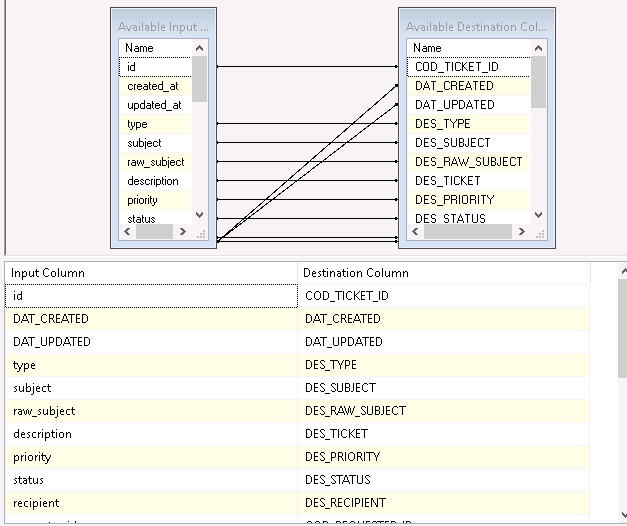 Available Input ...
Name
id
created_at
updated_at
type
subject
raw_subject
description
priority
status
Available Destination Col...
Name
COD_TICKET_ID
DAT_CREATED
DAT_UPDATED
DES_TYPE
DES_SUBJECT
DES_RAW_SUBJECT
DES_TICKET
DES_PRIORITY
DES_STATUS
Input Column Destination Column
id COD_TICKET_ID
DAT_CREATED DAT_CREATED
DAT_UPDATED DAT_UPDATED
type DES_TYPE
subject DES_SUBJECT
raw_subject DES_RAW_SUBJECT
description DES_TICKET
priority DES_PRIORITY
status DES_STATUS
recipient DES_RECIPIENT